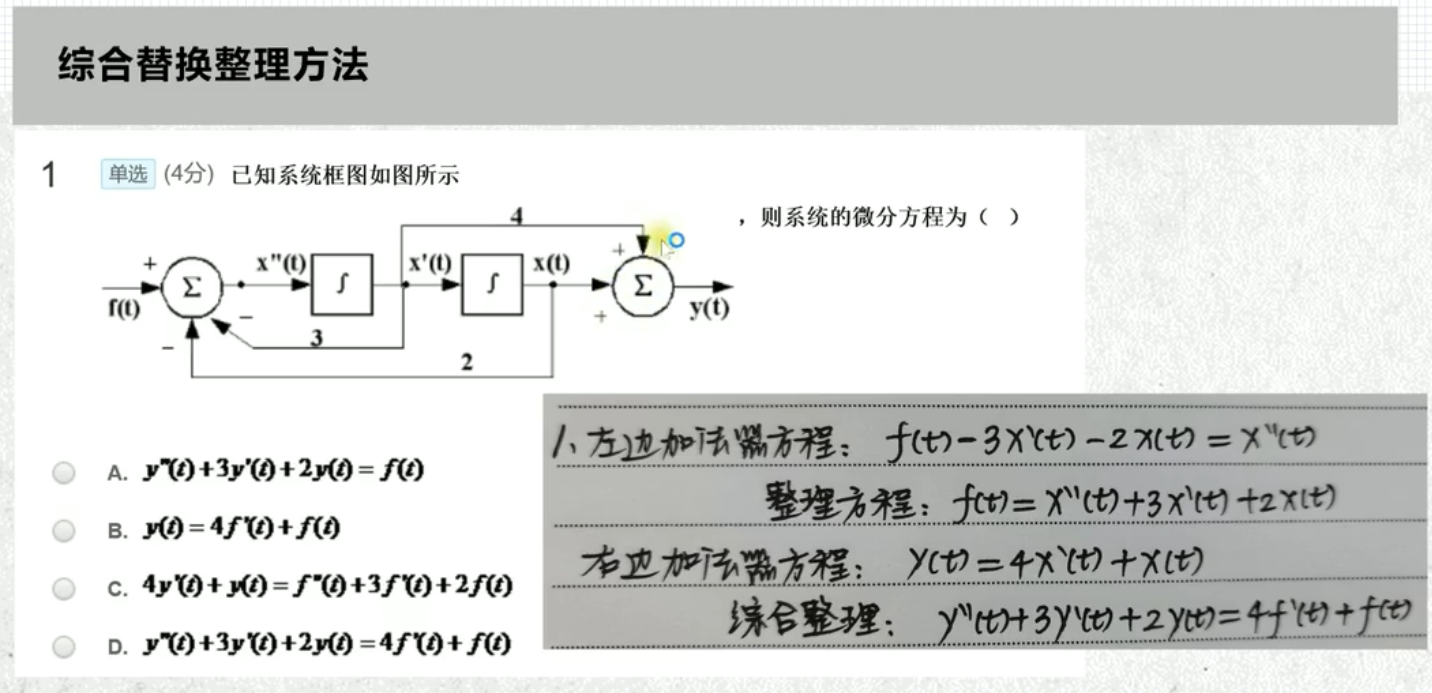 综合替换整理方法
1 单选 (4分) 已知系统框图如图所示
，则系统的微分方程为（ ）
4
+ Σ x''(t) ∫ x'(t) ∫ x(t) + Σ
f(t) − + y(t)
3
− 2
A. y''(t)+3y'(t)+2y(t)=f(t)
B. y(t)=4f'(t)+f(t)
C. 4y'(t)+y(t)=f''(t)+3f'(t)+2f(t)
D. y''(t)+3y'(t)+2y(t)=4f'(t)+f(t)
1、左边加法器方程：f(t)-3x'(t)-2x(t)=x''(t)
整理方程：f(t)=x''(t)+3x'(t)+2x(t)
右边加法器方程：y(t)=4x'(t)+x(t)
综合整理：y''(t)+3y'(t)+2y(t)=4f'(t)+f(t)